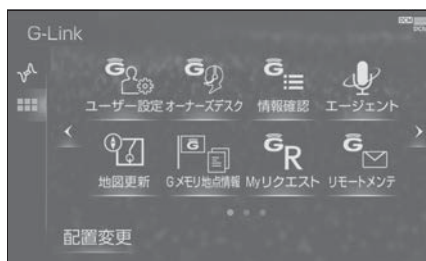 G-Link
DCM
ユーザー設定 オーナーズデスク 情報確認 エージェント
地図更新 Gメモリ地点情報 Myリクエスト リモートメンテ
配置変更